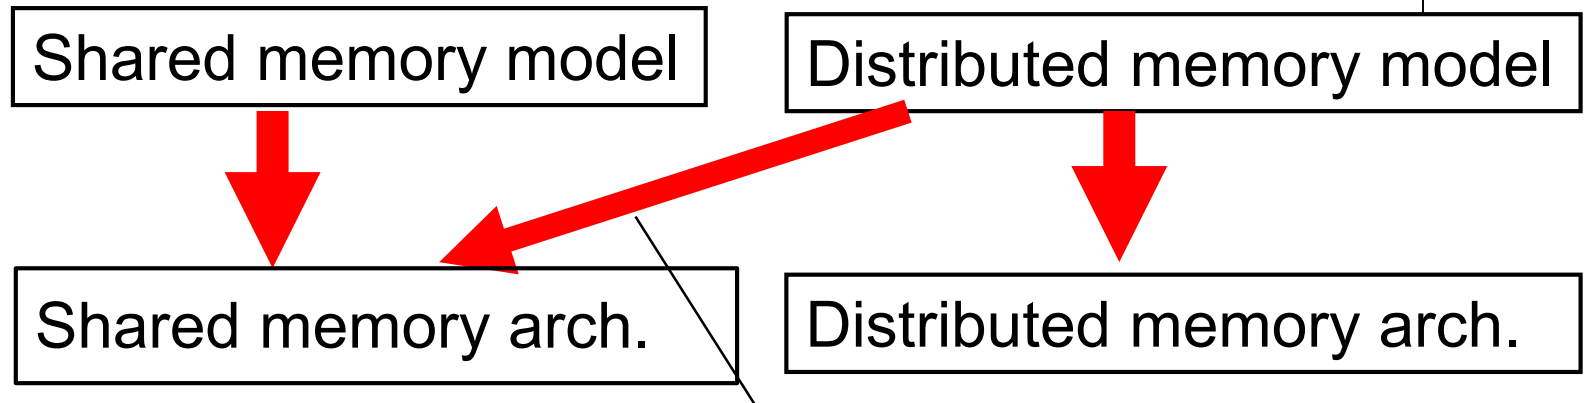 Shared memory model
Distributed memory model
Shared memory arch.
Distributed memory arch.